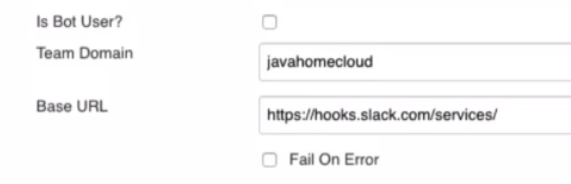 Is Bot User?
Team Domain
javahomecloud
Base URL
https://hooks.slack.com/services/
Fail On Error